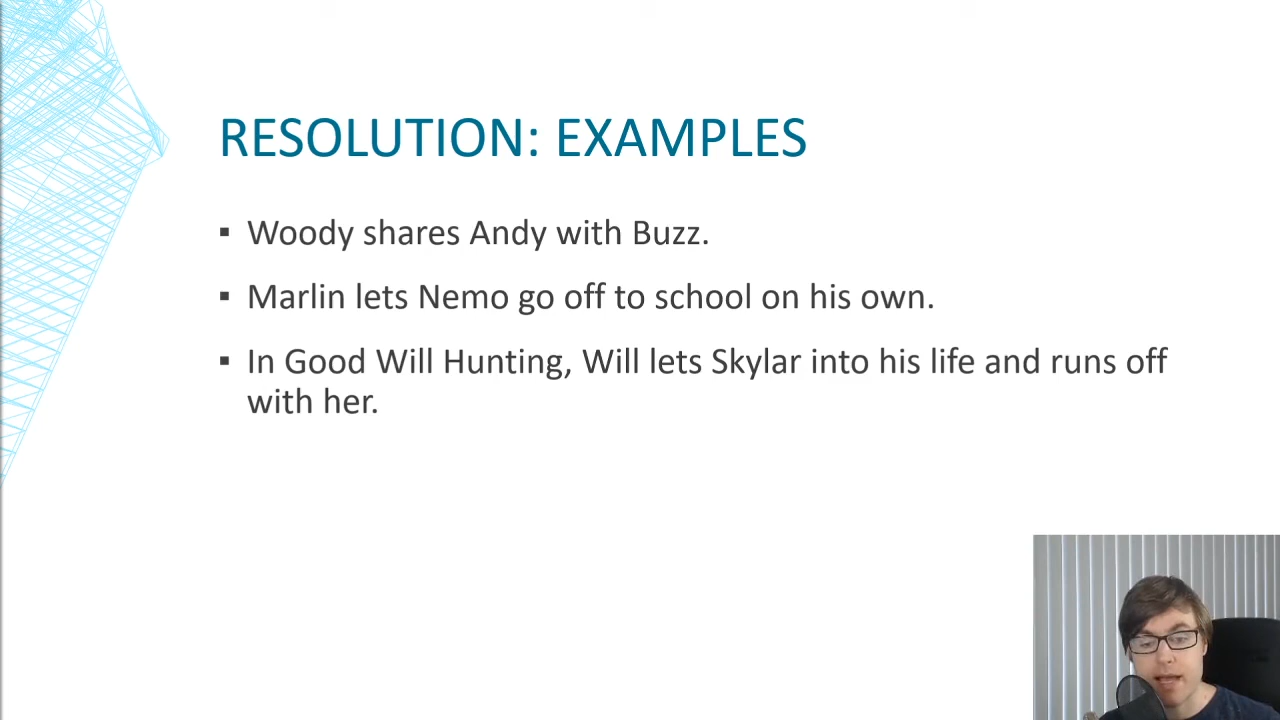 RESOLUTION: EXAMPLES
▪ Woody shares Andy with Buzz.
▪ Marlin lets Nemo go off to school on his own.
▪ In Good Will Hunting, Will lets Skylar into his life and runs off
with her.